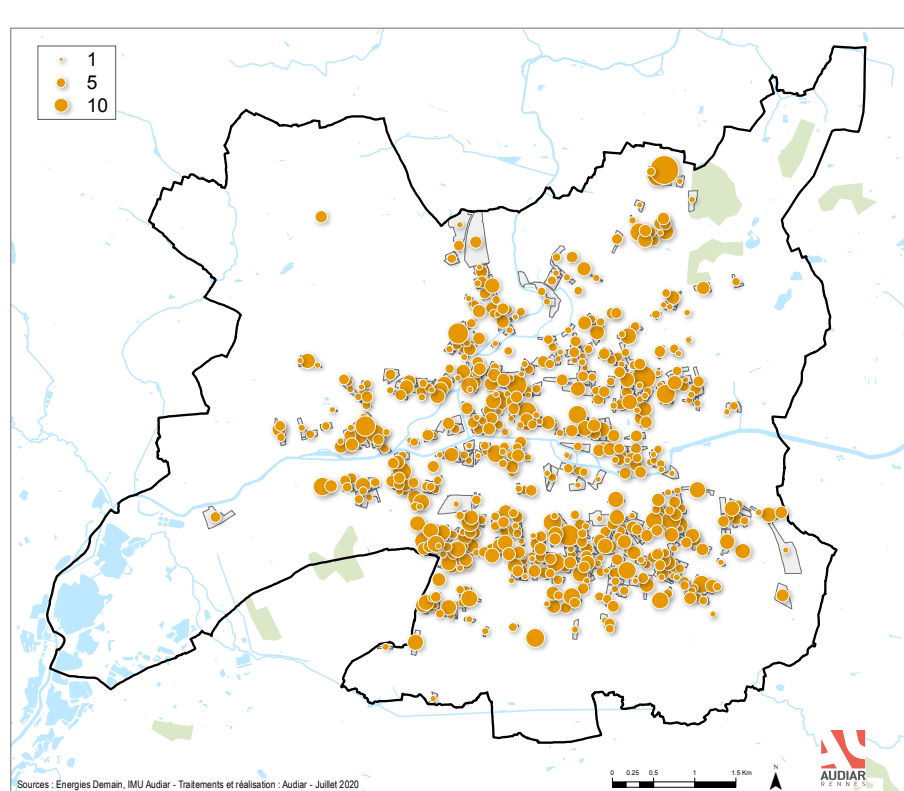 1
5
10
Sources : Energies Demain, IMU Audiar - Traitements et réalisation : Audiar - Juillet 2020
0 0.25 0.5 1 1.5 Km
N
AUDIAR
RENNES